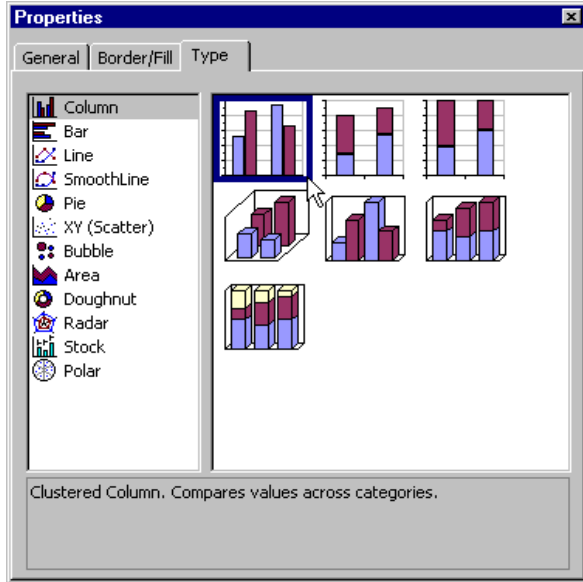 Properties
General Border/Fill Type
Column
Bar
Line
SmoothLine
Pie
XY (Scatter)
Bubble
Area
Doughnut
Radar
Stock
Polar
Clustered Column. Compares values across categories.